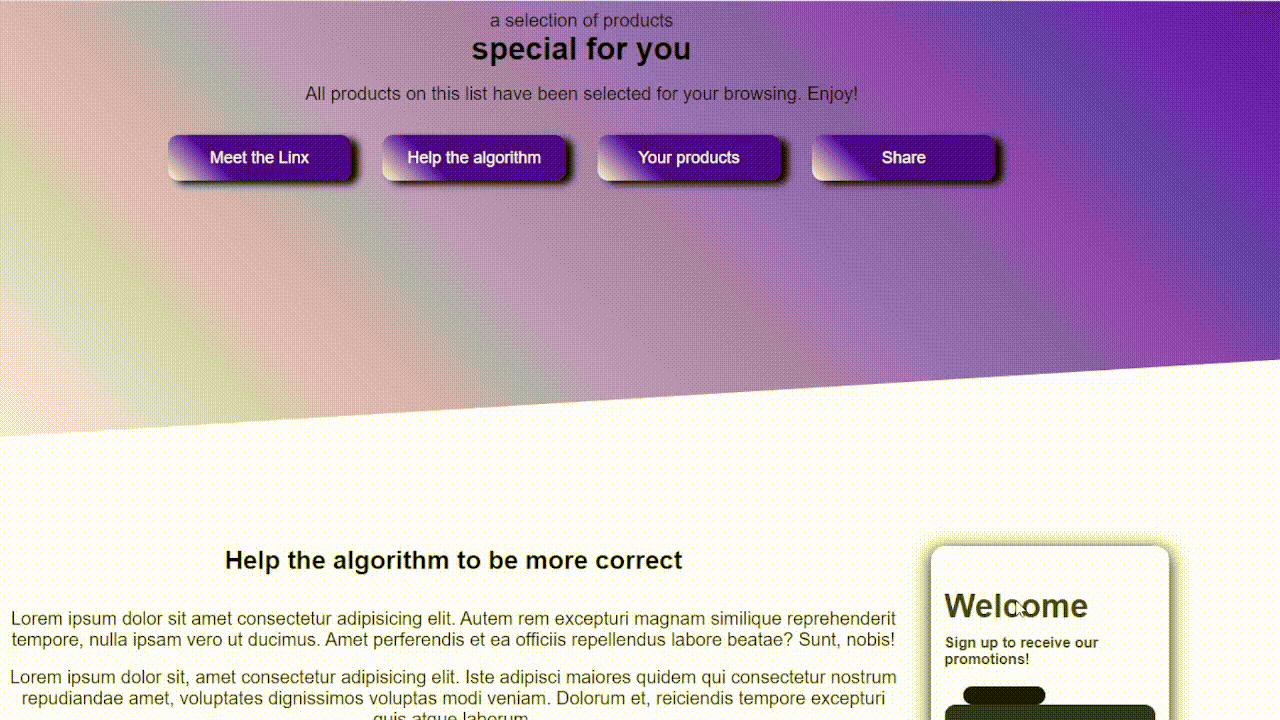 a selection of products
special for you
All products on this list have been selected for your browsing. Enjoy!
Meet the Linx
Help the algorithm
Your products
Share
Help the algorithm to be more correct
Lorem ipsum dolor sit amet consectetur adipisicing elit. Autem rem excepturi magnam similique reprehenderit
tempore, nulla ipsam vero ut ducimus. Amet perferendis et ea officiis repellendus labore beatae? Sunt, nobis!
Lorem ipsum dolor sit, amet consectetur adipisicing elit. Iste adipisci maiores quidem qui consectetur nostrum
repudiandae amet, voluptates dignissimos voluptas modi veniam. Dolorum et, reiciendis tempore excepturi
quis atque laborum.
Welcome
Sign up to receive our
promotions!